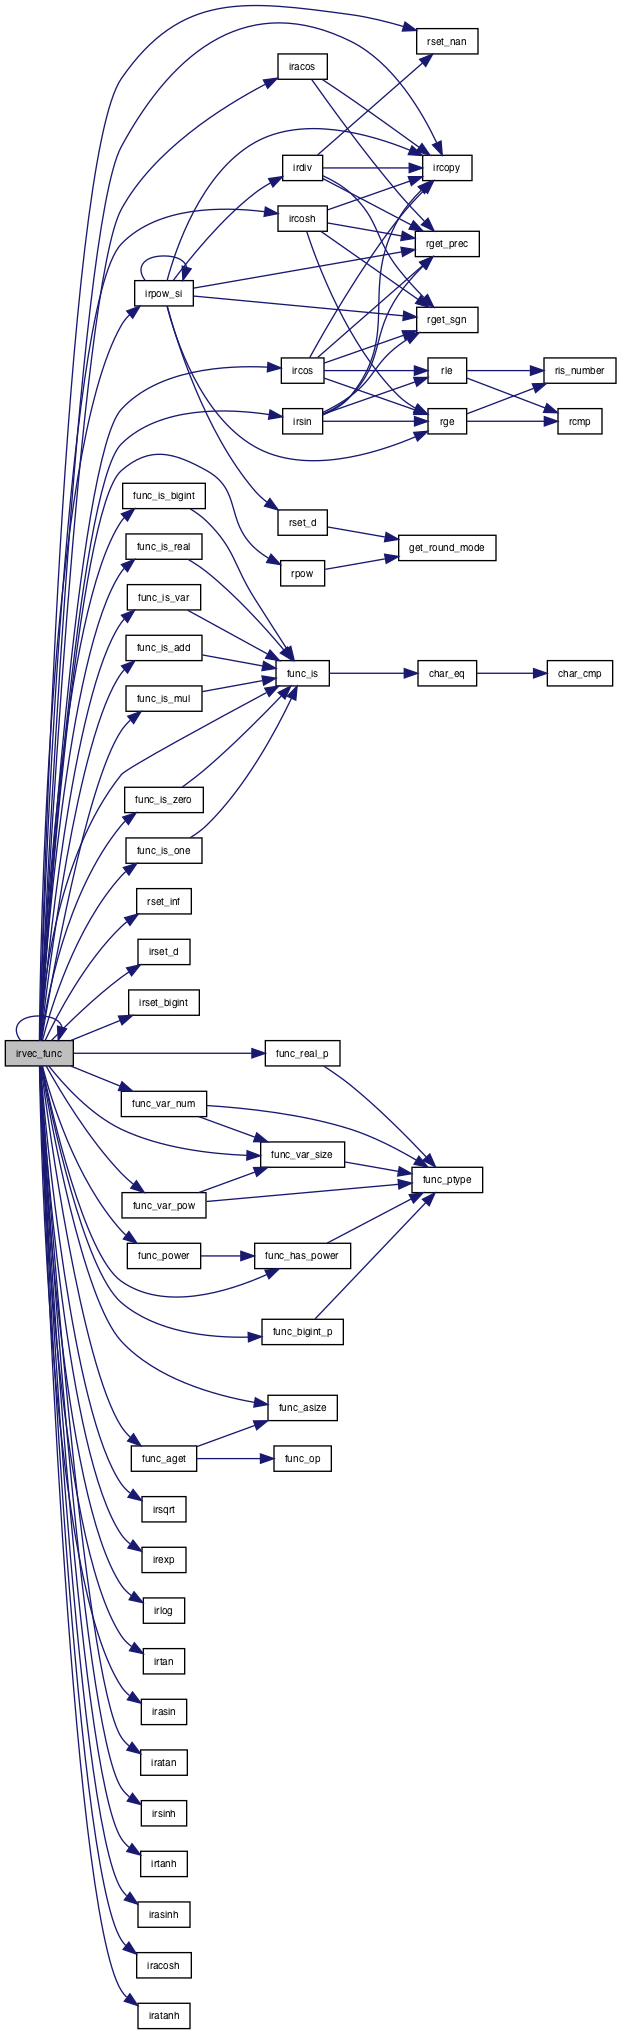 rset_nan
iracos
irdiv
ircopy
ircosh
rget_prec
irpow_si
rget_sgn
ircos
rle
ris_number
irsin
rge
rcmp
func_is_bigint
rset_d
func_is_real
get_round_mode
rpow
func_is_var
func_is_add
func_is
char_eq
char_cmp
func_is_mul
func_is_zero
func_is_one
rset_inf
irset_d
irset_bigint
irvec_func
func_real_p
func_var_num
func_var_size
func_ptype
func_var_pow
func_power
func_has_power
func_bigint_p
func_asize
func_aget
func_op
irsqrt
irexp
irlog
irtan
irasin
iratan
irsinh
irtanh
irasinh
iracosh
iratanh